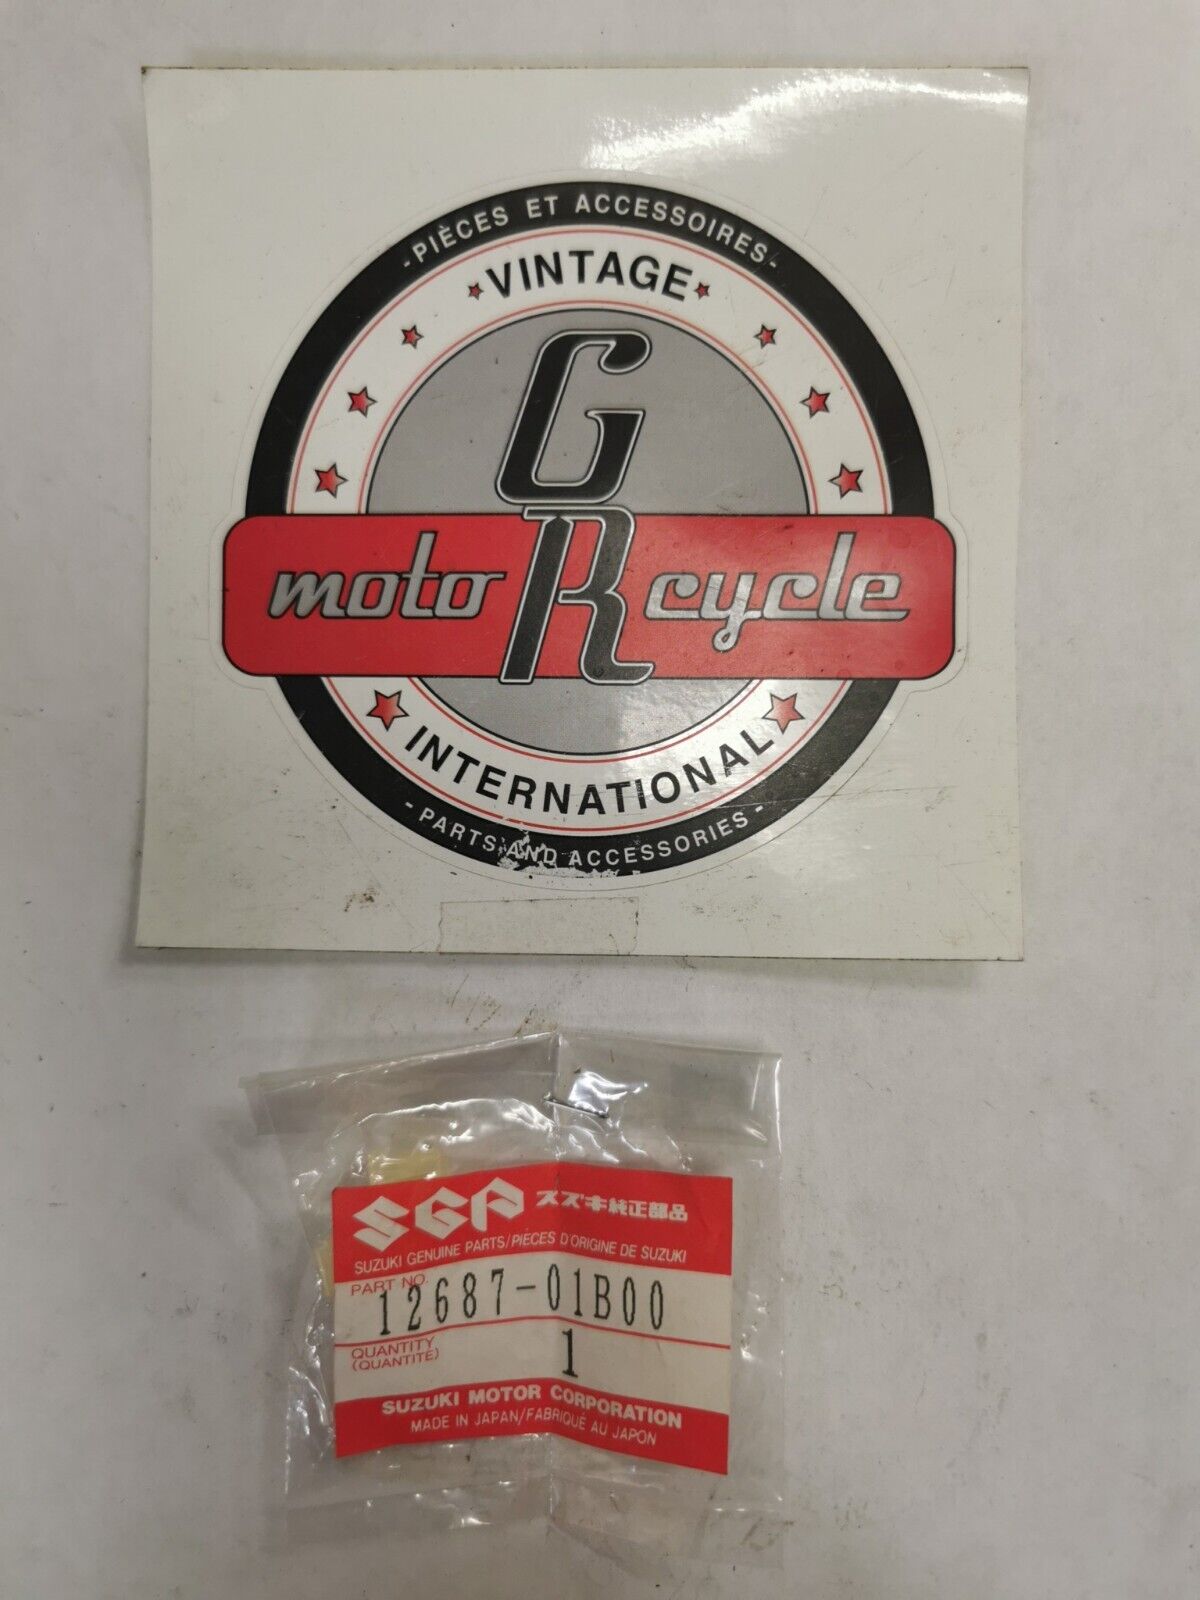 -PIÈCES ET ACCESSOIRES-
VINTAGE
GR
motorcycle
INTERNATIONAL
- PARTS AND ACCESSORIES -
SGP スズキ純正部品
SUZUKI GENUINE PARTS/PIÈCES D'ORIGINE DE SUZUKI
PART NO.
12687-01B00
QUANTITY
(QUANTITÉ)
1
SUZUKI MOTOR CORPORATION
MADE IN JAPAN/FABRIQUÉ AU JAPON